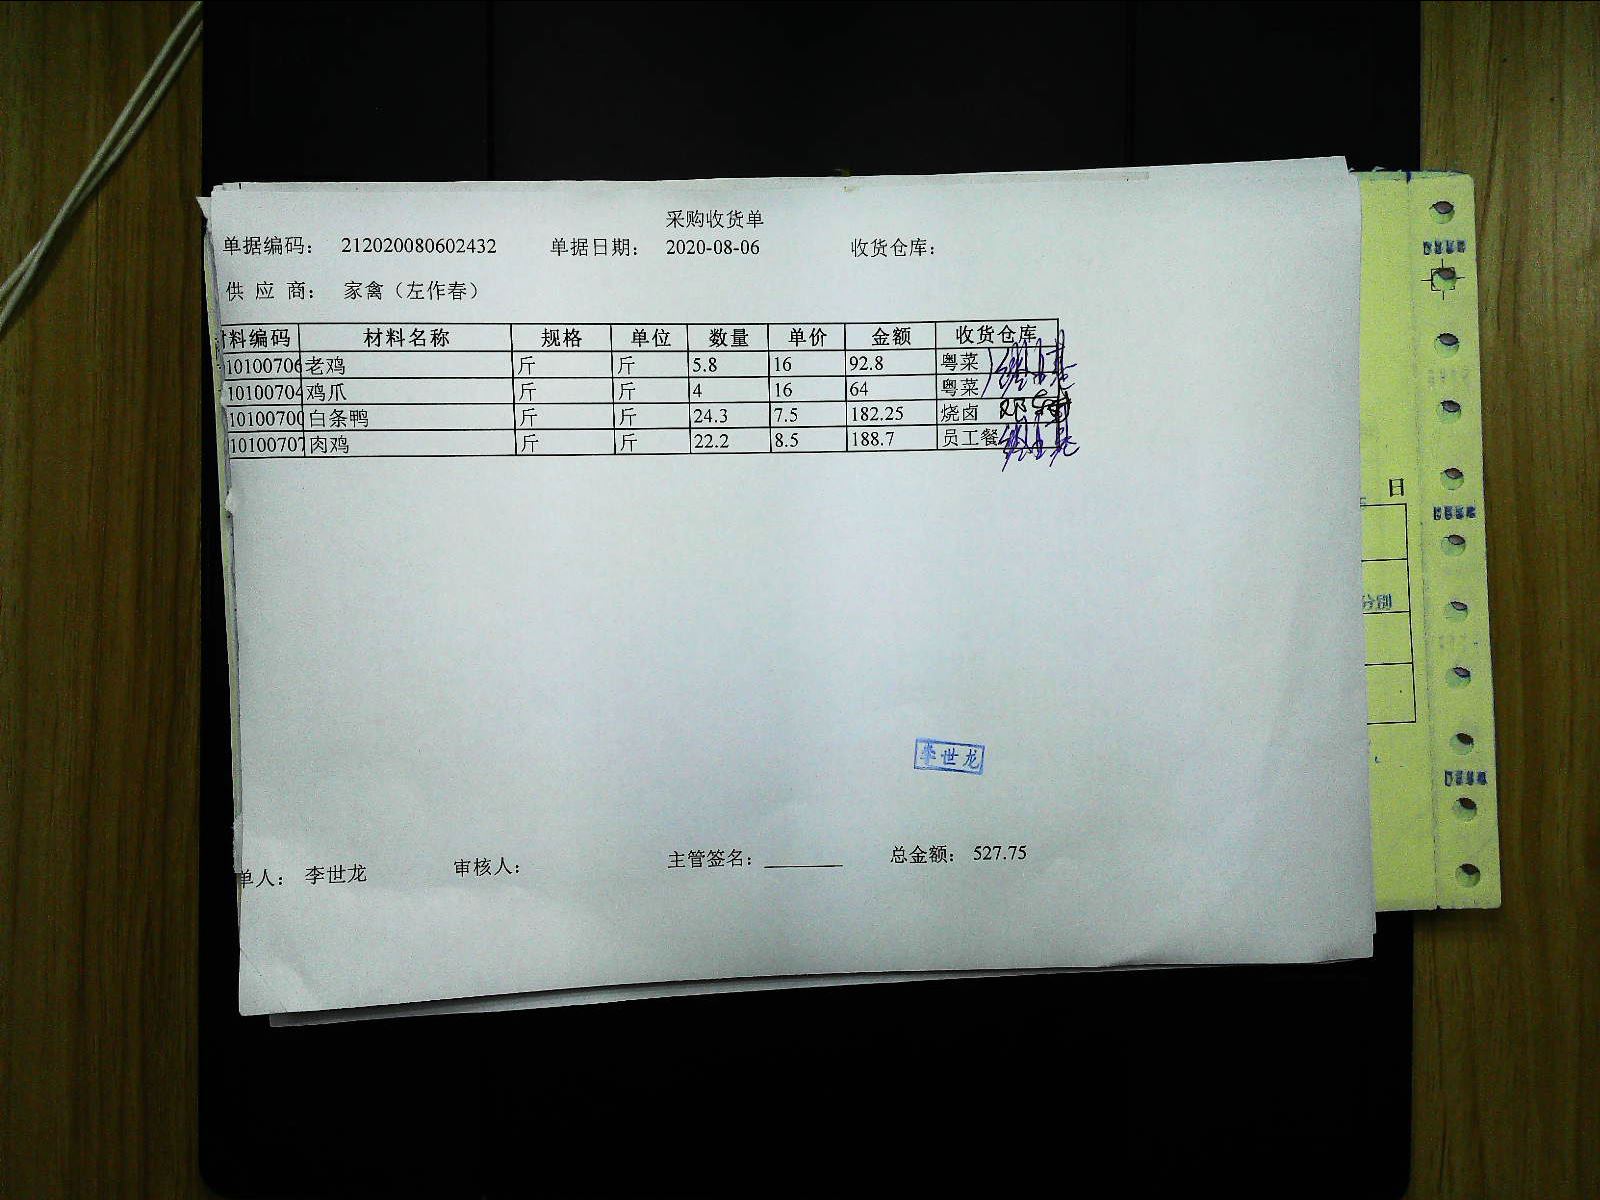 采购收货单
单据编码： 212020080602432 单据日期： 2020-08-06 收货仓库：
供 应 商： 家禽（左作春）
材料编码 材料名称 规格 单位 数量 单价 金额 收货仓库
10100706 老鸡 斤 斤 5.8 16 92.8 粤菜
10100704 鸡爪 斤 斤 4 16 64 粤菜
10100700 白条鸭 斤 斤 24.3 7.5 182.25 烧卤
10100707 肉鸡 斤 斤 22.2 8.5 188.7 员工餐
日
分别
李世龙
单人： 李世龙 审核人： 主管签名：________ 总金额： 527.75